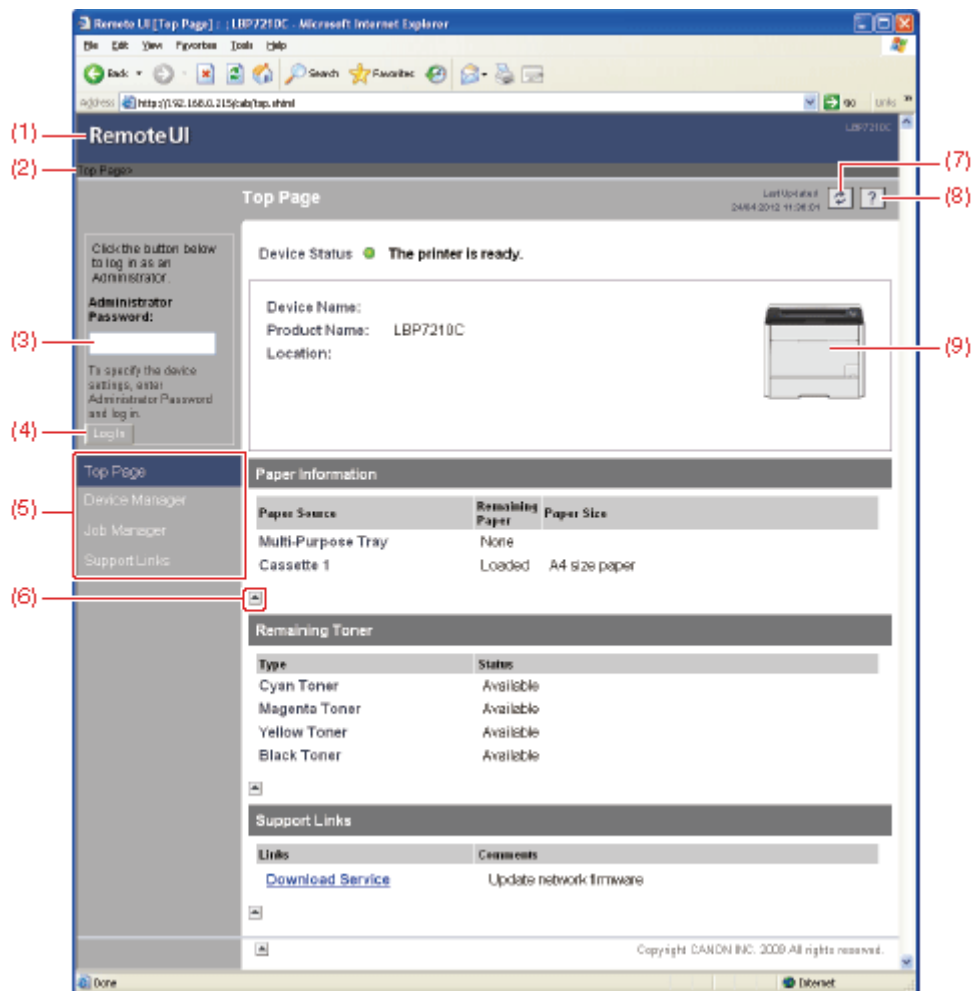 Remote UI [Top Page] : ; LBP7210C - Microsoft Internet Explorer
File Edit View Favorites Tools Help
Back Search Favorites
Address http://192.168.0.215/cab/top.shtml Go Links
(1) RemoteUI LBP7210C
(2) Top Page>
(7)
Top Page Last Updated
24/04 2012 11:36:01
(8)
Click the button below
to log in as an
Administrator.
Device Status The printer is ready.
Administrator
Password:
Device Name:
Product Name: LBP7210C
Location:
(3)
(9)
To specify the device
settings, enter
Administrator Password
and log in.
(4) Log In
(5)
Top Page
Device Manager
Job Manager
Support Links
Paper Information
Paper Source Remaining Paper Paper Size
Multi-Purpose Tray None
Cassette 1 Loaded A4 size paper
(6)
Remaining Toner
Type Status
Cyan Toner Available
Magenta Toner Available
Yellow Toner Available
Black Toner Available
Support Links
Links Comments
Download Service Update network firmware
Copyright CANON INC. 2009 All rights reserved.
Done Internet